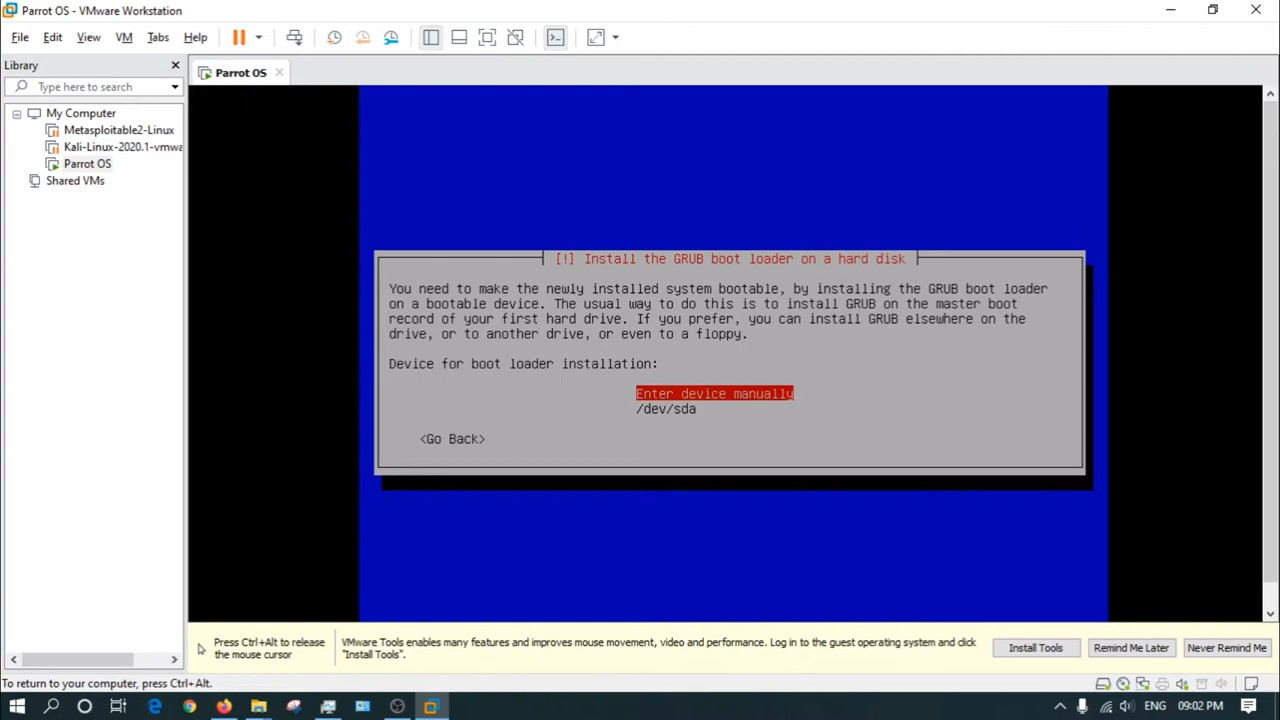 Parrot OS - VMware Workstation
File Edit View VM Tabs Help
Library
Type here to search
My Computer
Metasploitable2-Linux
Kali-Linux-2020.1-vmwa
Parrot OS
Shared VMs
Parrot OS
[!] Install the GRUB boot loader on a hard disk
You need to make the newly installed system bootable, by installing the GRUB boot loader
on a bootable device. The usual way to do this is to install GRUB on the master boot
record of your first hard drive. If you prefer, you can install GRUB elsewhere on the
drive, or to another drive, or even to a floppy.
Device for boot loader installation:
Enter device manually
/dev/sda
<Go Back>
Press Ctrl+Alt to release
the mouse cursor
VMware Tools enables many features and improves mouse movement, video and performance. Log in to the guest operating system and click
"Install Tools".
Install Tools
Remind Me Later
Never Remind Me
To return to your computer, press Ctrl+Alt.
ENG 09:02 PM